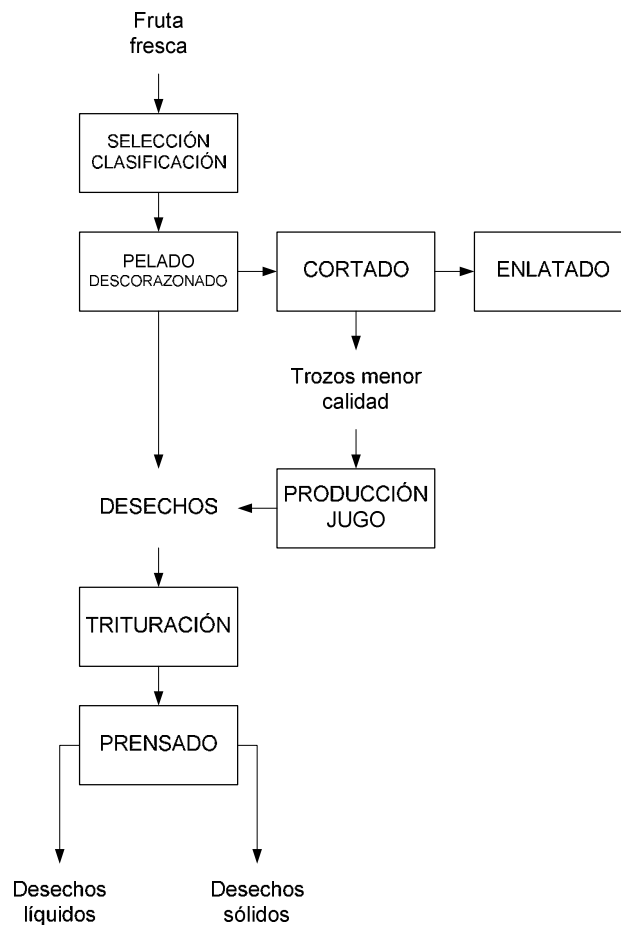 Fruta
fresca
SELECCIÓN
CLASIFICACIÓN
PELADO
DESCORAZONADO
CORTADO
ENLATADO
Trozos menor
calidad
PRODUCCIÓN
JUGO
DESECHOS
TRITURACIÓN
PRENSADO
Desechos
líquidos
Desechos
sólidos